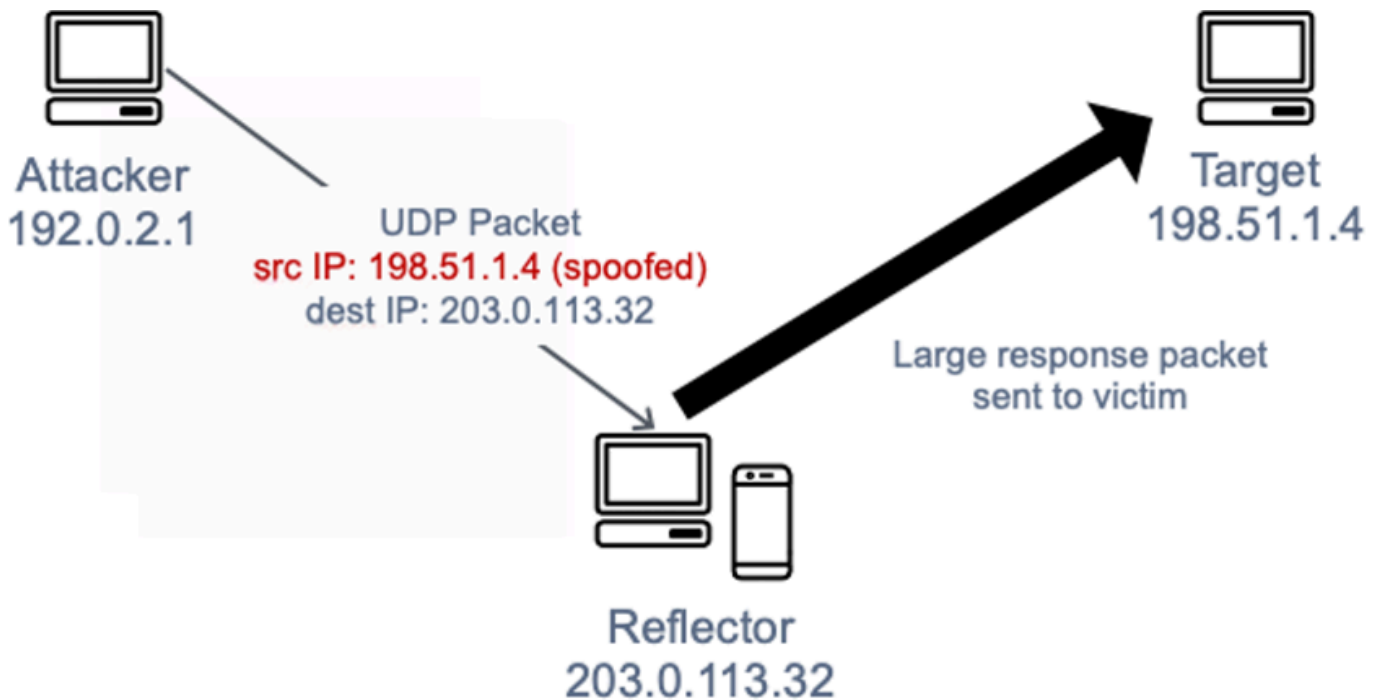 Attacker
192.0.2.1
UDP Packet
src IP: 198.51.1.4 (spoofed)
dest IP: 203.0.113.32
Target
198.51.1.4
Large response packet
sent to victim
Reflector
203.0.113.32